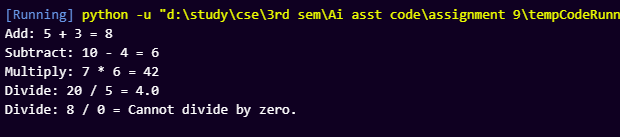 [Running] python -u "d:\study\cse\3rd sem\Ai asst code\assignment 9\tempCodeRunn
Add: 5 + 3 = 8
Subtract: 10 - 4 = 6
Multiply: 7 * 6 = 42
Divide: 20 / 5 = 4.0
Divide: 8 / 0 = Cannot divide by zero.